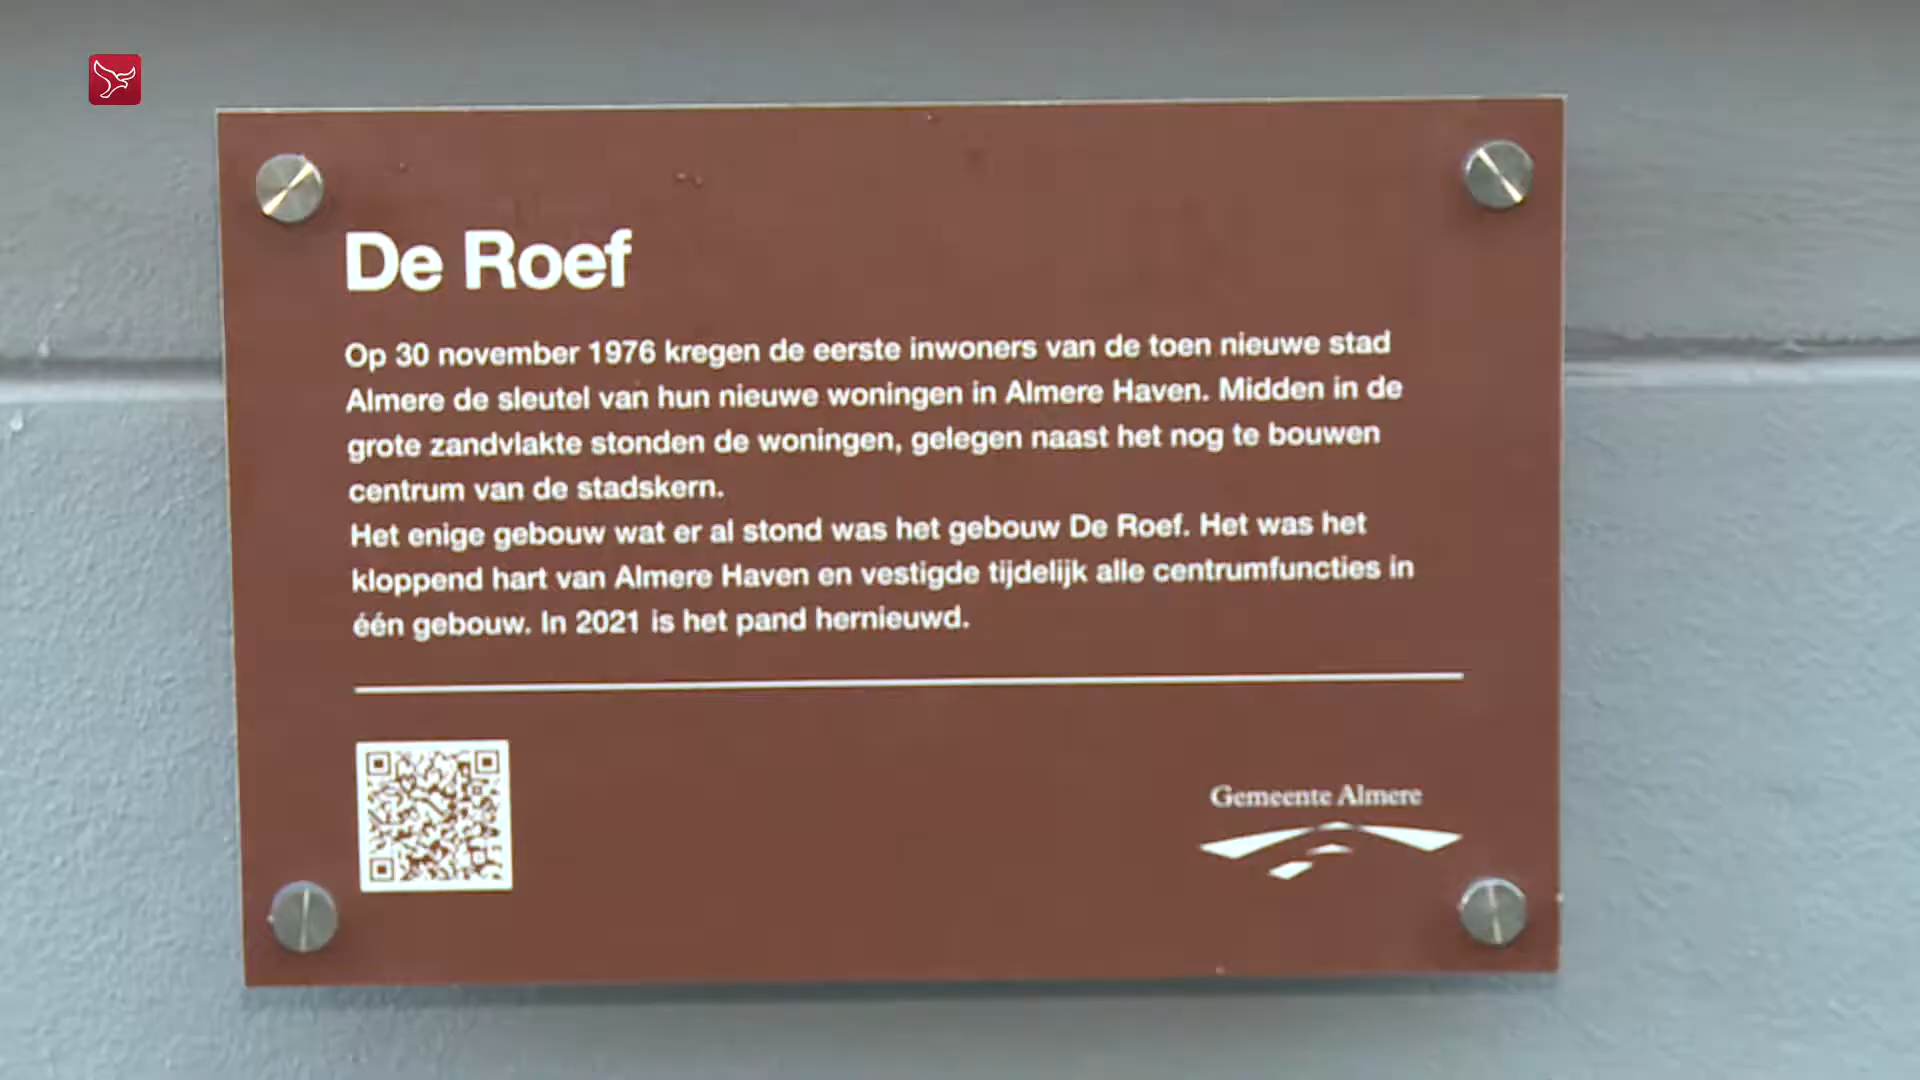 De Roef
Op 30 november 1976 kregen de eerste inwoners van de toen nieuwe stad
Almere de sleutel van hun nieuwe woningen in Almere Haven. Midden in de
grote zandvlakte stonden de woningen, gelegen naast het nog te bouwen
centrum van de stadskern.
Het enige gebouw wat er al stond was het gebouw De Roef. Het was het
kloppend hart van Almere Haven en vestigde tijdelijk alle centrumfuncties in
één gebouw. In 2021 is het pand hernieuwd.
Gemeente Almere